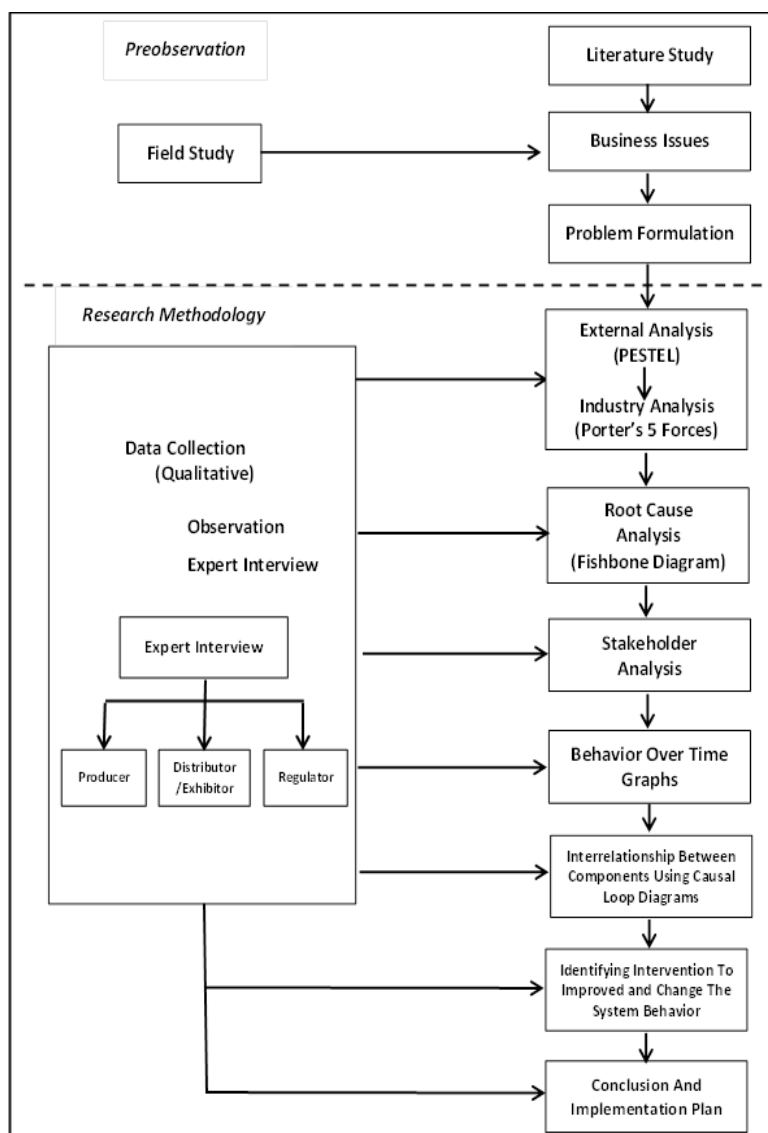 Preobservation
Literature Study
Field Study
Business Issues
Problem Formulation
Research Methodology
External Analysis
(PESTEL)
Industry Analysis
(Porter's 5 Forces)
Data Collection
(Qualitative)
Observation
Expert Interview
Expert Interview
Producer
Distributor
/Exhibitor
Regulator
Root Cause
Analysis
(Fishbone Diagram)
Stakeholder
Analysis
Behavior Over Time
Graphs
Interrelationship Between
Components Using Causal
Loop Diagrams
Identifying Intervention To
Improved and Change The
System Behavior
Conclusion And
Implementation Plan